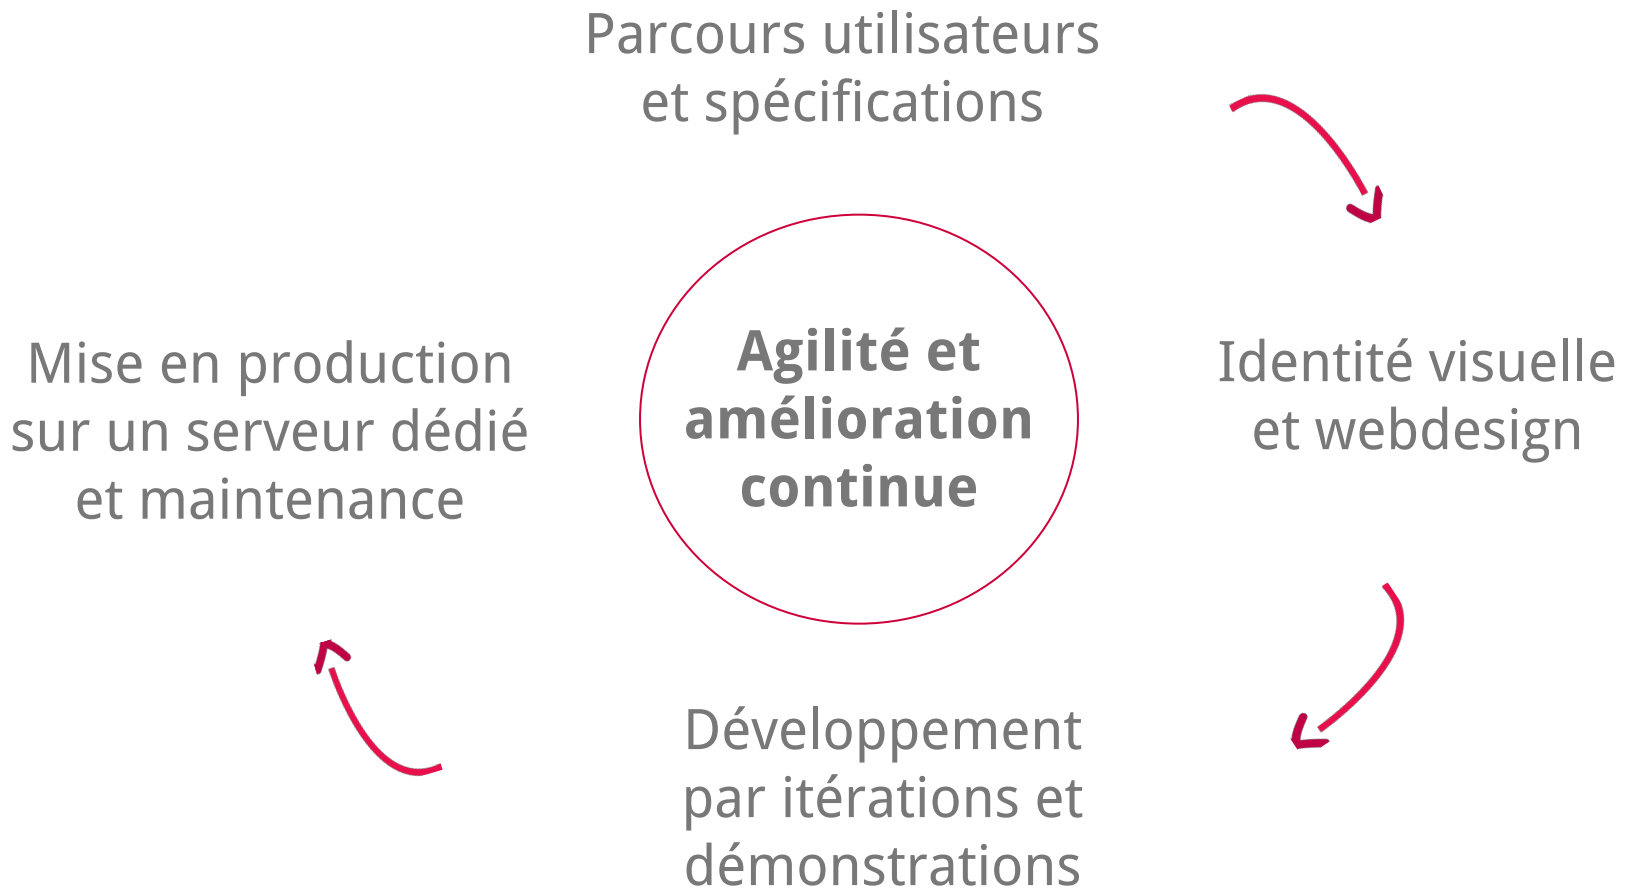 Parcours utilisateurs
et spécifications
Identité visuelle
et webdesign
Développement
par itérations et
démonstrations
Mise en production
sur un serveur dédié
et maintenance
Agilité et
amélioration
continue